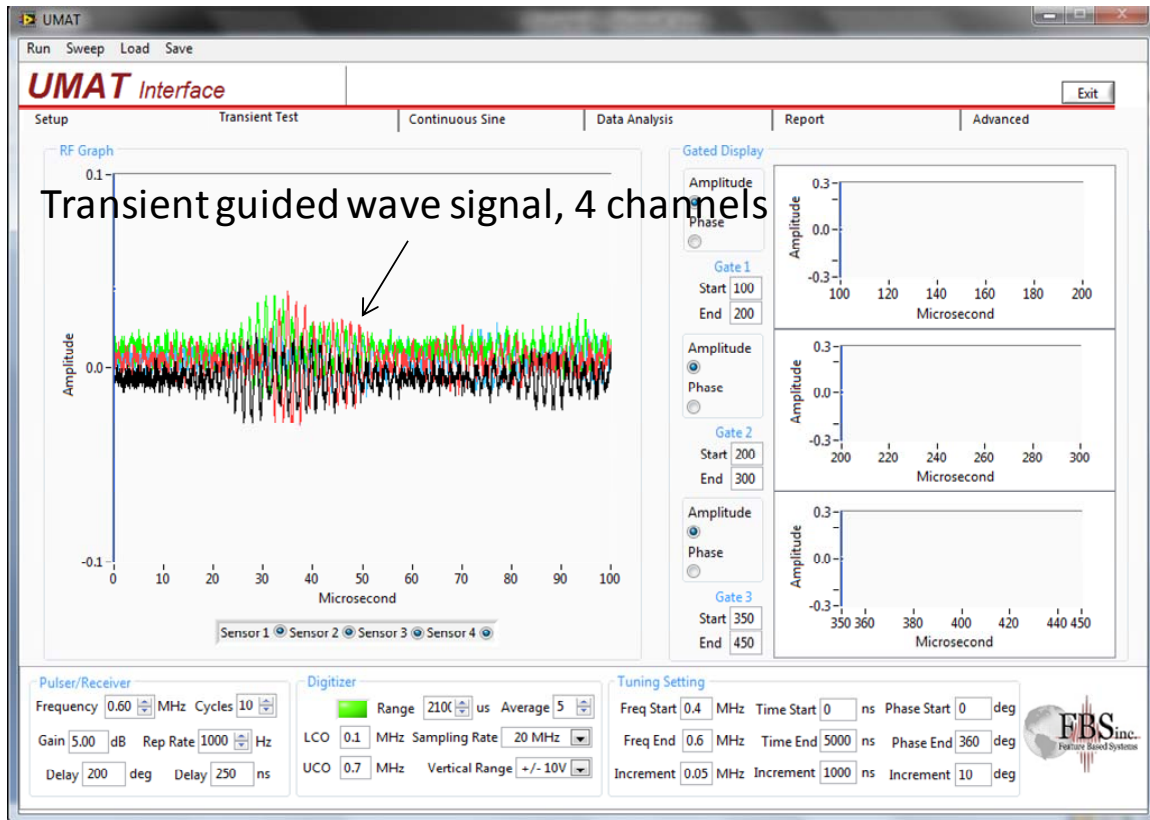 UMAT
Run Sweep Load Save
UMAT Interface
Exit
Setup Transient Test Continuous Sine Data Analysis Report Advanced
RF Graph
Transient guided wave signal, 4 channels
0.1
0.0
-0.1
Amplitude
0 10 20 30 40 50 60 70 80 90 100
Microsecond
Sensor 1 Sensor 2 Sensor 3 Sensor 4
Gated Display
Amplitude
Phase
Gate 1
Start 100
End 200
0.3
0.0
-0.3
Amplitude
100 120 140 160 180 200
Microsecond
Amplitude
Phase
Gate 2
Start 200
End 300
0.3
0.0
-0.3
Amplitude
200 220 240 260 280 300
Microsecond
Amplitude
Phase
Gate 3
Start 350
End 450
0.3
0.0
-0.3
Amplitude
350 360 380 400 420 440 450
Microsecond
Pulser/Receiver
Frequency 0.60 MHz Cycles 10
Gain 5.00 dB Rep Rate 1000 Hz
Delay 200 deg Delay 250 ns
Digitizer
Range 210( us Average 5
LCO 0.1 MHz Sampling Rate 20 MHz
UCO 0.7 MHz Vertical Range +/- 10V
Tuning Setting
Freq Start 0.4 MHz Time Start 0 ns Phase Start 0 deg
Freq End 0.6 MHz Time End 5000 ns Phase End 360 deg
Increment 0.05 MHz Increment 1000 ns Increment 10 deg
FBS inc.
Feature Based Systems